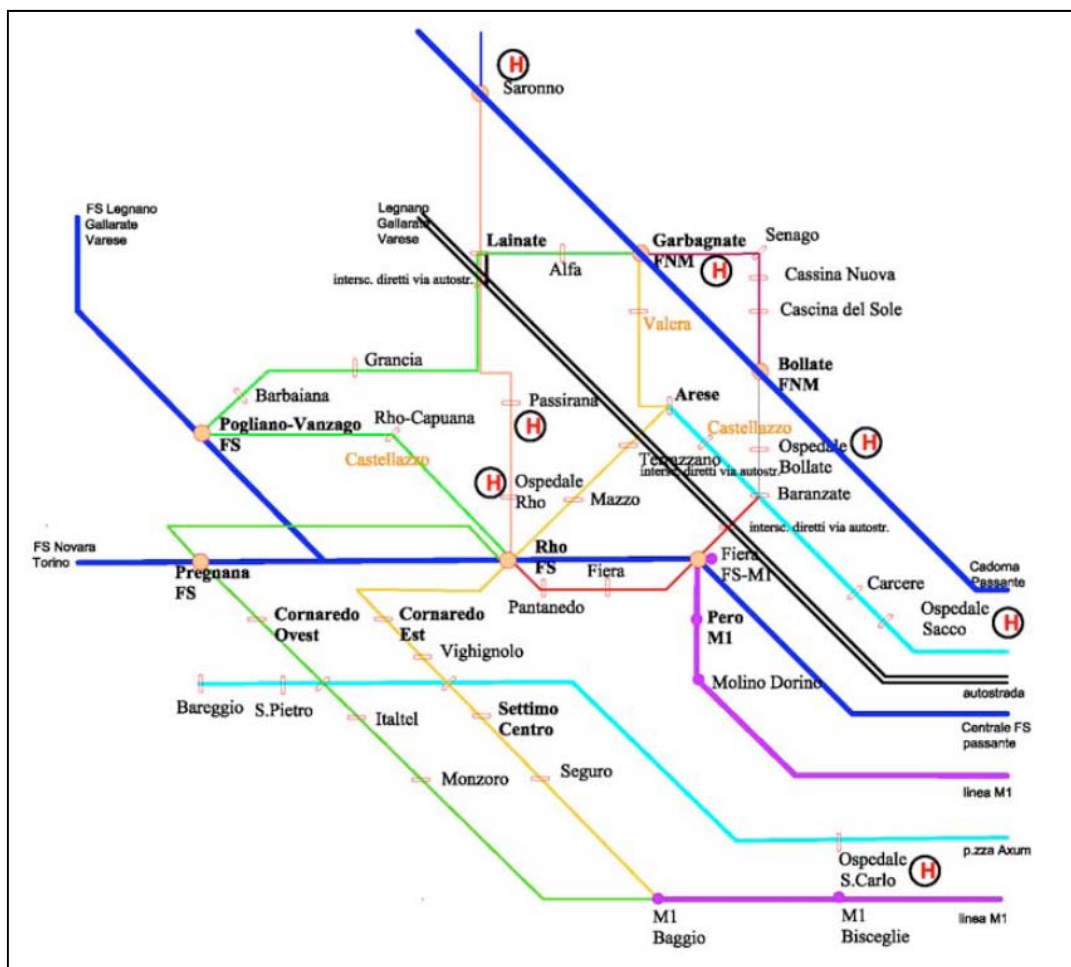 H
Saronno
FS Legnano
Gallarate
Varese
Legnano
Gallarate
Varese
Lainate
Garbagnate
FNM
H
Senago
Alfa
intersc. diretti via autostr.
Cassina Nuova
Cascina del Sole
Valera
Grancia
Bollate
FNM
Barbaiana
Arese
Passirana
Pogliano-Vanzago
FS
Rho-Capuana
H
Castellazzo
Castellazzo
Ospedale
Bollate
H
Terrazzano
intersc. diretti via autostr.
H
Ospedale
Rho
Mazzo
Baranzate
intersc. diretti via autostr.
FS Novara
Torino
Rho
FS
Fiera
FS-M1
Pregnana
FS
Fiera
Cadorna
Passante
Pantanedo
Carcere
Cornaredo
Ovest
Cornaredo
Est
Pero
M1
Ospedale
Sacco
H
Vighignolo
Molino Dorino
Bareggio
S.Pietro
autostrada
Italtel
Settimo
Centro
Centrale FS
passante
Monzoro
Seguro
linea M1
p.zza Axum
Ospedale
S.Carlo
H
M1
Baggio
M1
Bisceglie
linea M1